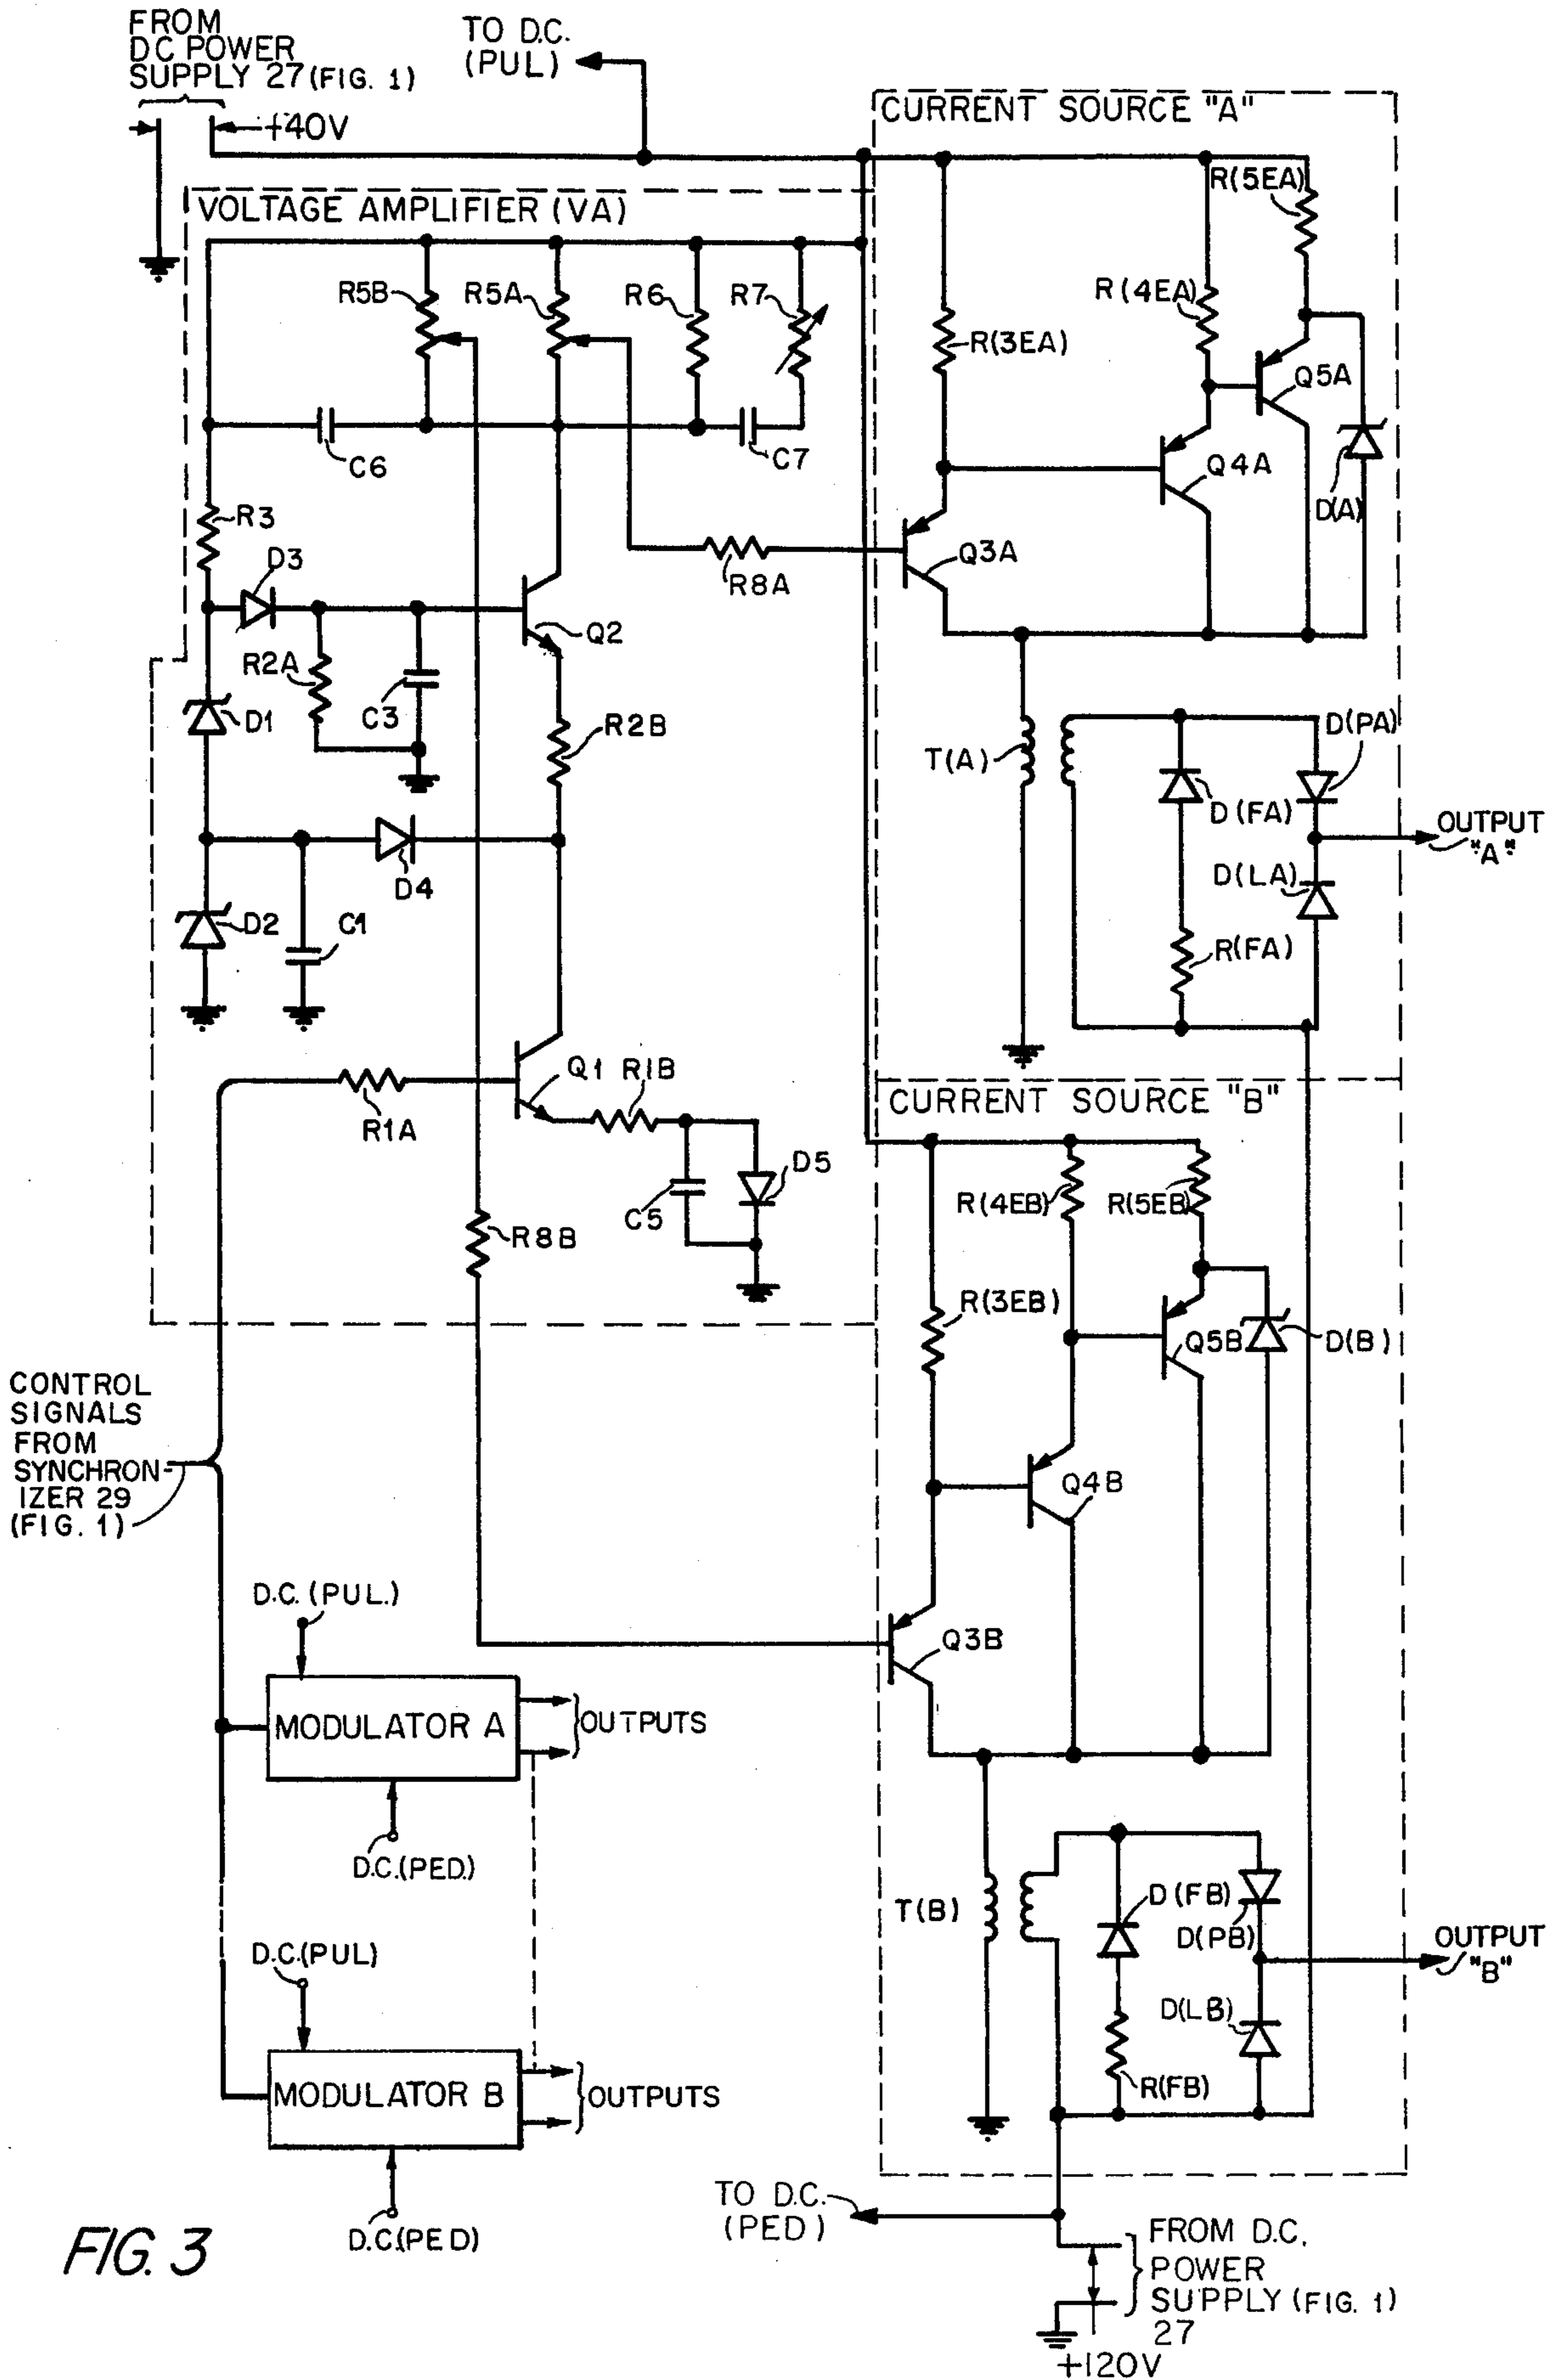 FROM
DC POWER
SUPPLY 27 (FIG. 1)
+40V
TO D.C.
(PUL)
CURRENT SOURCE "A"
R(5EA)
VOLTAGE AMPLIFIER (VA)
R5B
R5A
R6
R7
R(4EA)
R(3EA)
Q5A
C6
C7
Q4A
D(A)
R3
D3
Q3A
R8A
Q2
R2A
C3
D1
R2B
T(A)
D(PA)
D(FA)
OUTPUT
"A"
D4
D(LA)
D2
C1
R(FA)
Q1
R1B
R1A
CURRENT SOURCE "B"
D5
C5
R(4EB)
R(5EB)
R8B
R(3EB)
Q5B
D(B)
CONTROL
SIGNALS
FROM
SYNCHRON-
IZER 29
(FIG. 1)
Q4B
D.C. (PUL.)
Q3B
MODULATOR A
OUTPUTS
D.C.(PED.)
T(B)
D(FB)
D(PB)
OUTPUT
"B"
D.C.(PUL)
D(LB)
MODULATOR B
OUTPUTS
R(FB)
D.C.(PED)
TO D.C.
(PED)
FROM D.C.
POWER
SUPPLY (FIG. 1)
27
+120V
FIG. 3